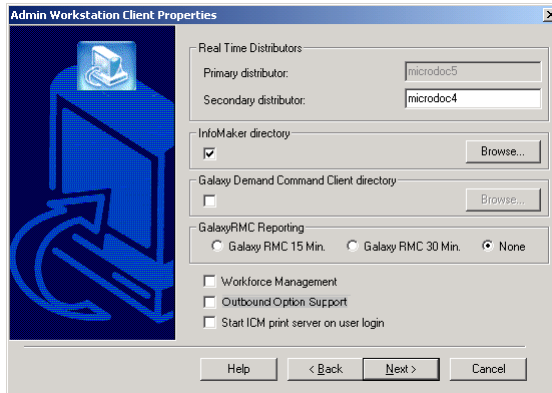 Admin Workstation Client Properties
Real Time Distributors
Primary distributor: microdoc5
Secondary distributor: microdoc4
InfoMaker directory
Browse...
Galaxy Demand Command Client directory
Browse...
GalaxyRMC Reporting
Galaxy RMC 15 Min. Galaxy RMC 30 Min. None
Workforce Management
Outbound Option Support
Start ICM print server on user login
Help < Back Next > Cancel